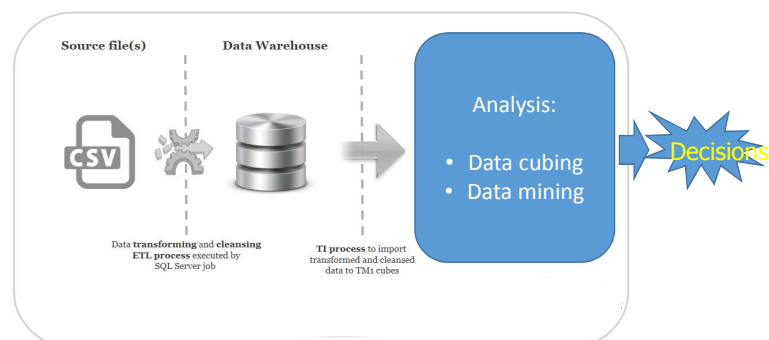 Source file(s)
Data Warehouse
CSV
Data transforming and cleansing
ETL process executed by
SQL Server job
TI process to import
transformed and cleansed
data to TM1 cubes
Analysis:
• Data cubing
• Data mining
Decisions